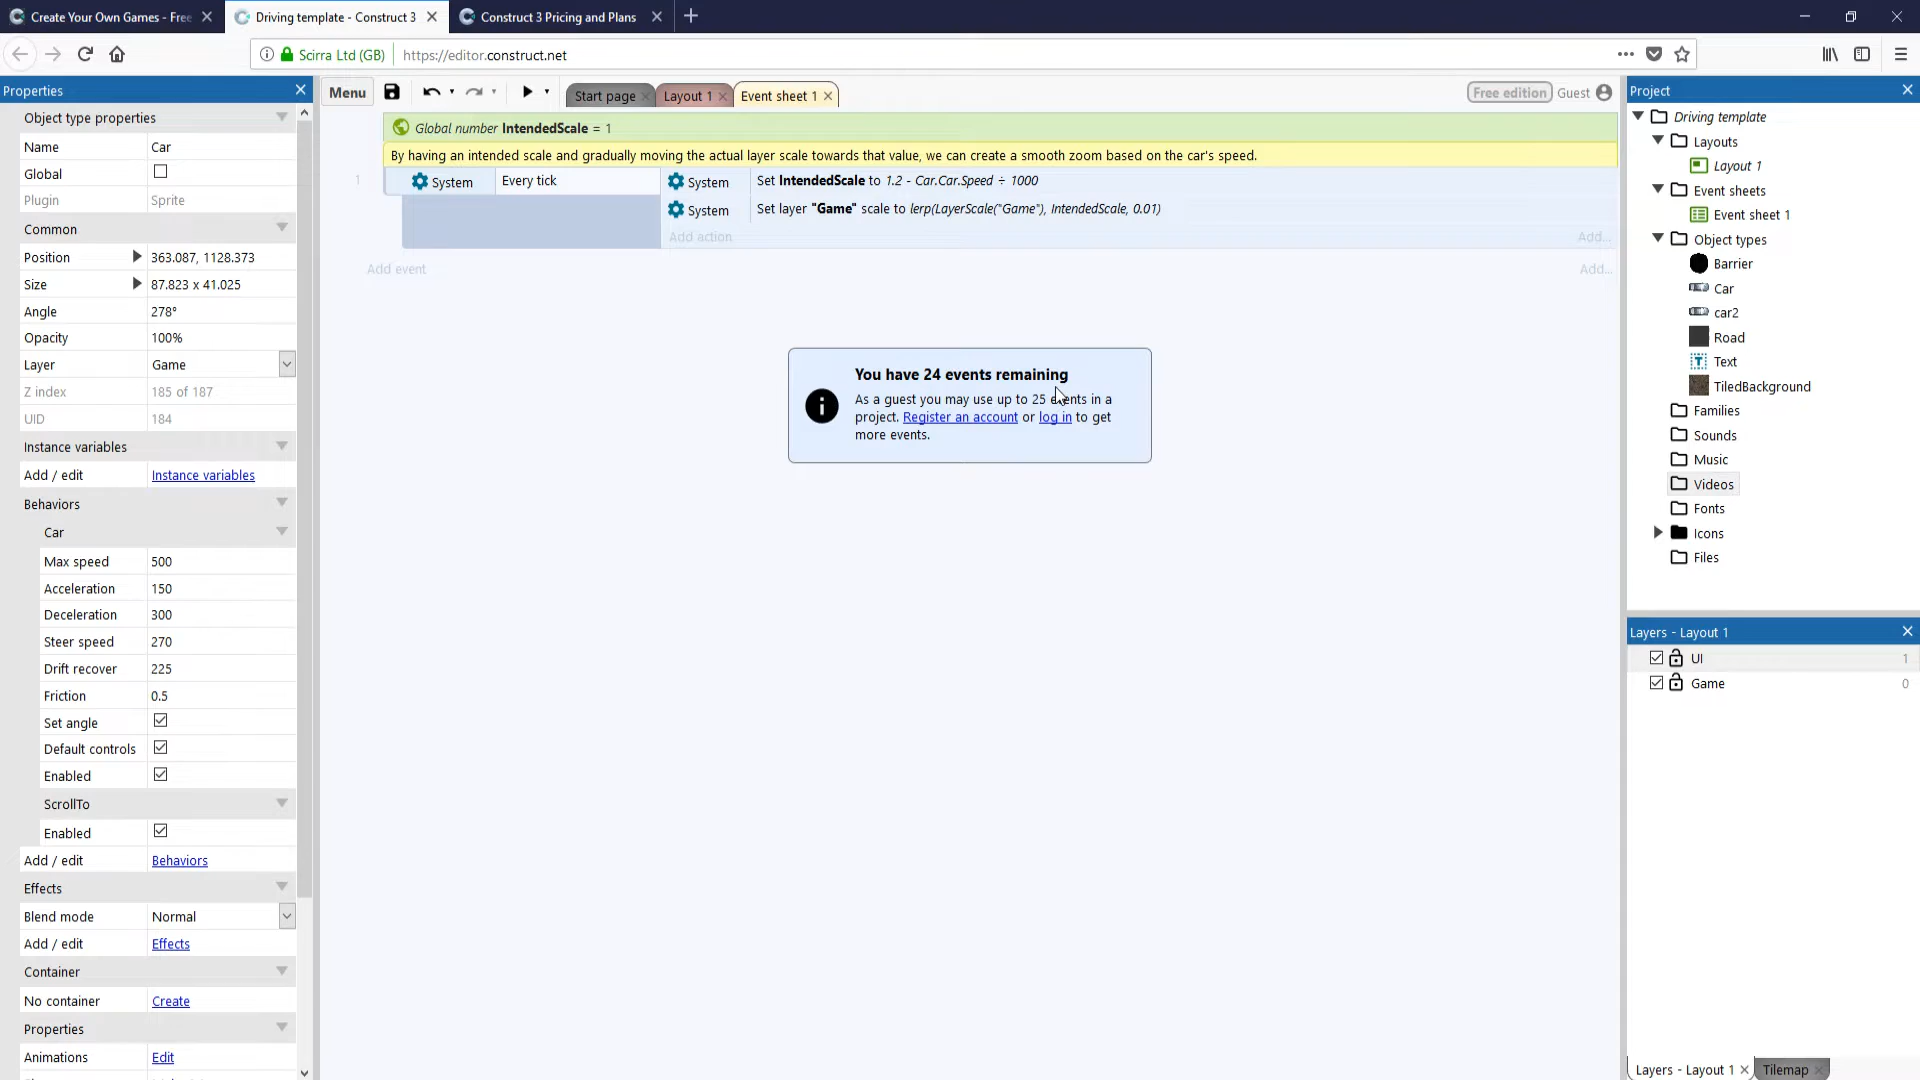 Create Your Own Games - Free
Driving template - Construct 3
Construct 3 Pricing and Plans
Scirra Ltd (GB)
https://editor.construct.net
Properties
Object type properties
Name Car
Global
Plugin Sprite
Common
Position 363.087, 1128.373
Size 87.823 x 41.025
Angle 278°
Opacity 100%
Layer Game
Z index 185 of 187
UID 184
Instance variables
Add / edit Instance variables
Behaviors
Car
Max speed 500
Acceleration 150
Deceleration 300
Steer speed 270
Drift recover 225
Friction 0.5
Set angle
Default controls
Enabled
ScrollTo
Enabled
Add / edit Behaviors
Effects
Blend mode Normal
Add / edit Effects
Container
No container Create
Properties
Animations Edit
Menu
Start page
Layout 1
Event sheet 1
Free edition
Guest
Global number IntendedScale = 1
By having an intended scale and gradually moving the actual layer scale towards that value, we can create a smooth zoom based on the car's speed.
1
System Every tick
System Set IntendedScale to 1.2 - Car.Car.Speed ÷ 1000
System Set layer "Game" scale to lerp(LayerScale("Game"), IntendedScale, 0.01)
Add action
Add...
Add event
Add...
You have 24 events remaining
As a guest you may use up to 25 events in a
project. Register an account or log in to get
more events.
Project
Driving template
Layouts
Layout 1
Event sheets
Event sheet 1
Object types
Barrier
Car
car2
Road
Text
TiledBackground
Families
Sounds
Music
Videos
Fonts
Icons
Files
Layers - Layout 1
UI 1
Game 0
Layers - Layout 1
Tilemap